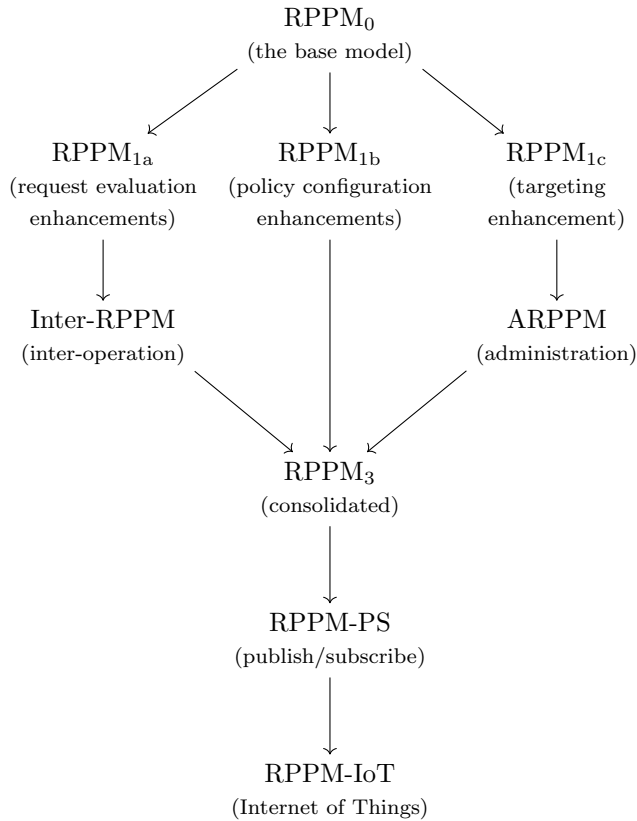 RPPM₀
(the base model)
RPPM₁ₐ
(request evaluation
enhancements)
RPPM₁b
(policy configuration
enhancements)
RPPM₁c
(targeting
enhancement)
Inter-RPPM
(inter-operation)
ARPPM
(administration)
RPPM₃
(consolidated)
RPPM-PS
(publish/subscribe)
RPPM-IoT
(Internet of Things)